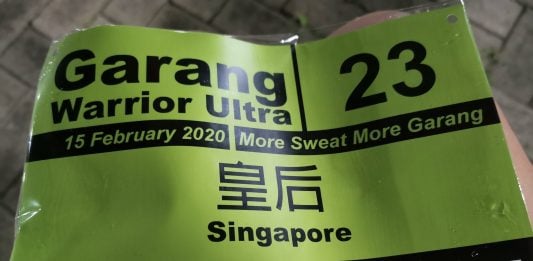 Garang
Warrior Ultra
23
15 February 2020 More Sweat More Garang
皇后
Singapore